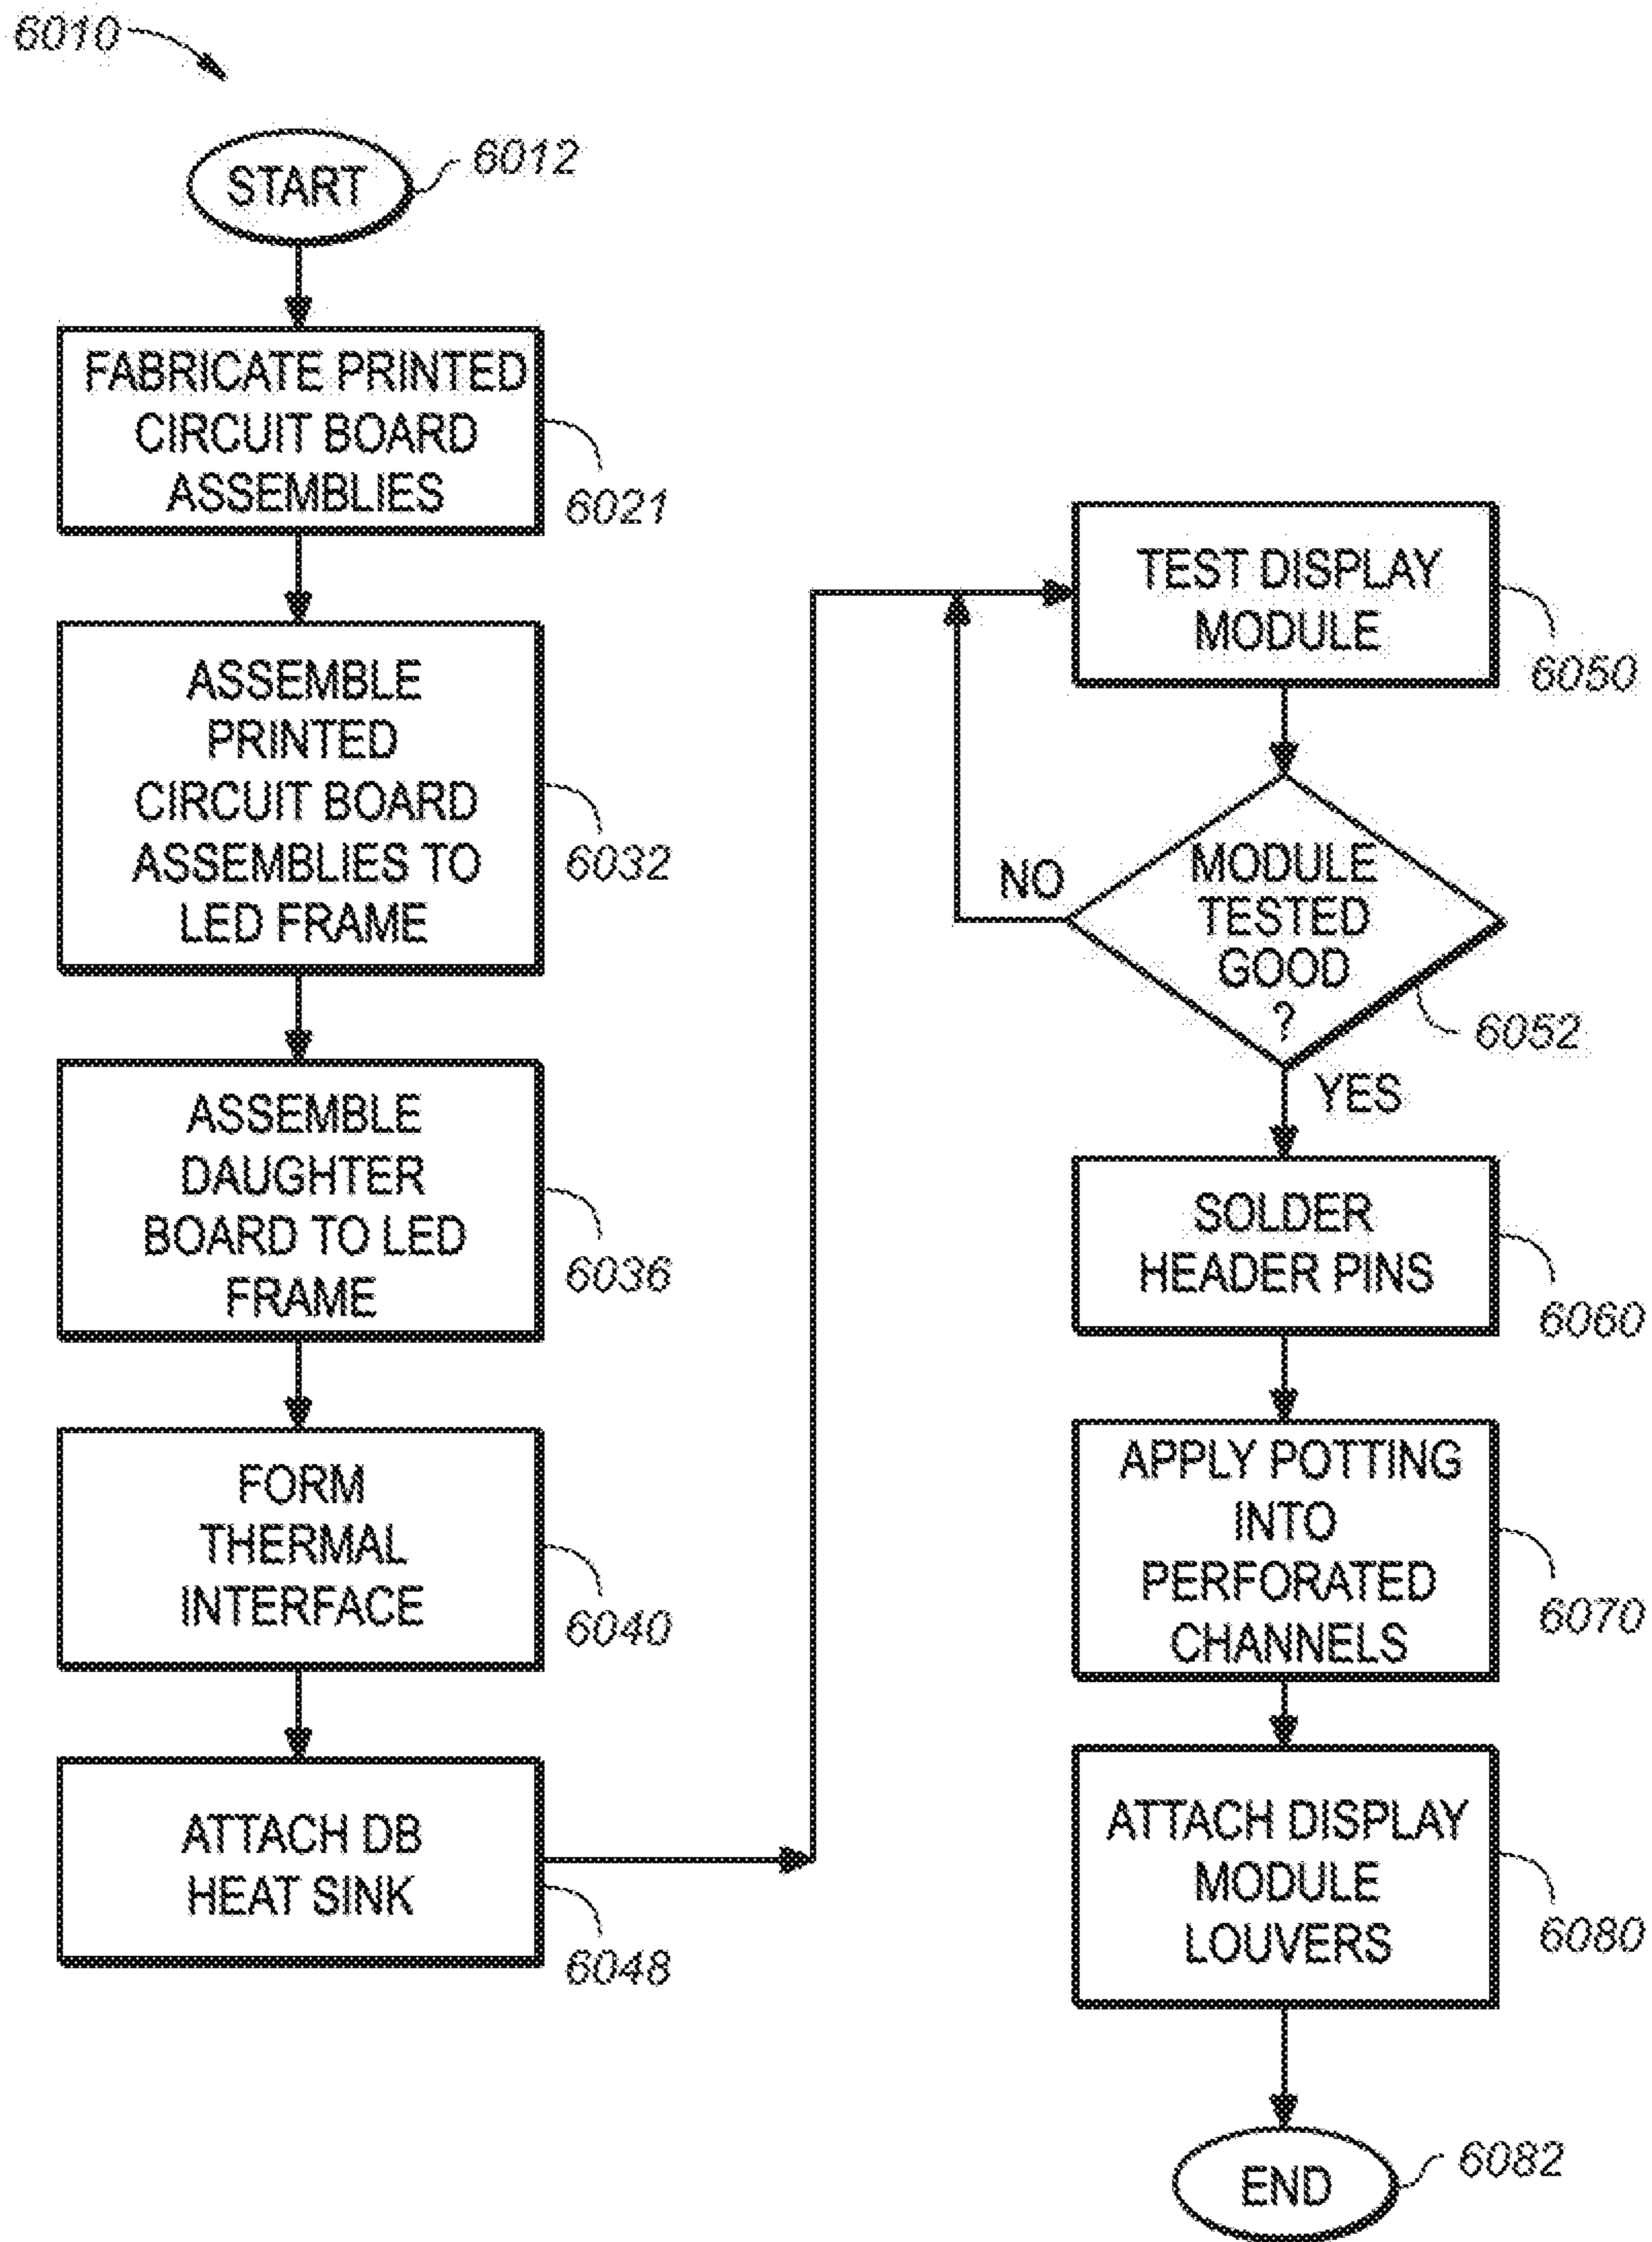 6010
START
6012
FABRICATE PRINTED
CIRCUIT BOARD
ASSEMBLIES
6021
ASSEMBLE
PRINTED
CIRCUIT BOARD
ASSEMBLIES TO
LED FRAME
6032
ASSEMBLE
DAUGHTER
BOARD TO LED
FRAME
6036
FORM
THERMAL
INTERFACE
6040
ATTACH DB
HEAT SINK
6048
TEST DISPLAY
MODULE
6050
MODULE
TESTED
GOOD
?
6052
NO
YES
SOLDER
HEADER PINS
6060
APPLY POTTING
INTO
PERFORATED
CHANNELS
6070
ATTACH DISPLAY
MODULE
LOUVERS
6080
END
6082